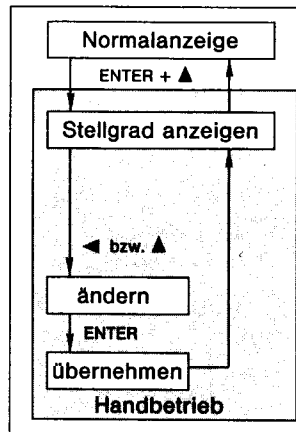 Normalanzeige
ENTER + ▲
Stellgrad anzeigen
◄ bzw. ▲
ändern
ENTER
übernehmen
Handbetrieb